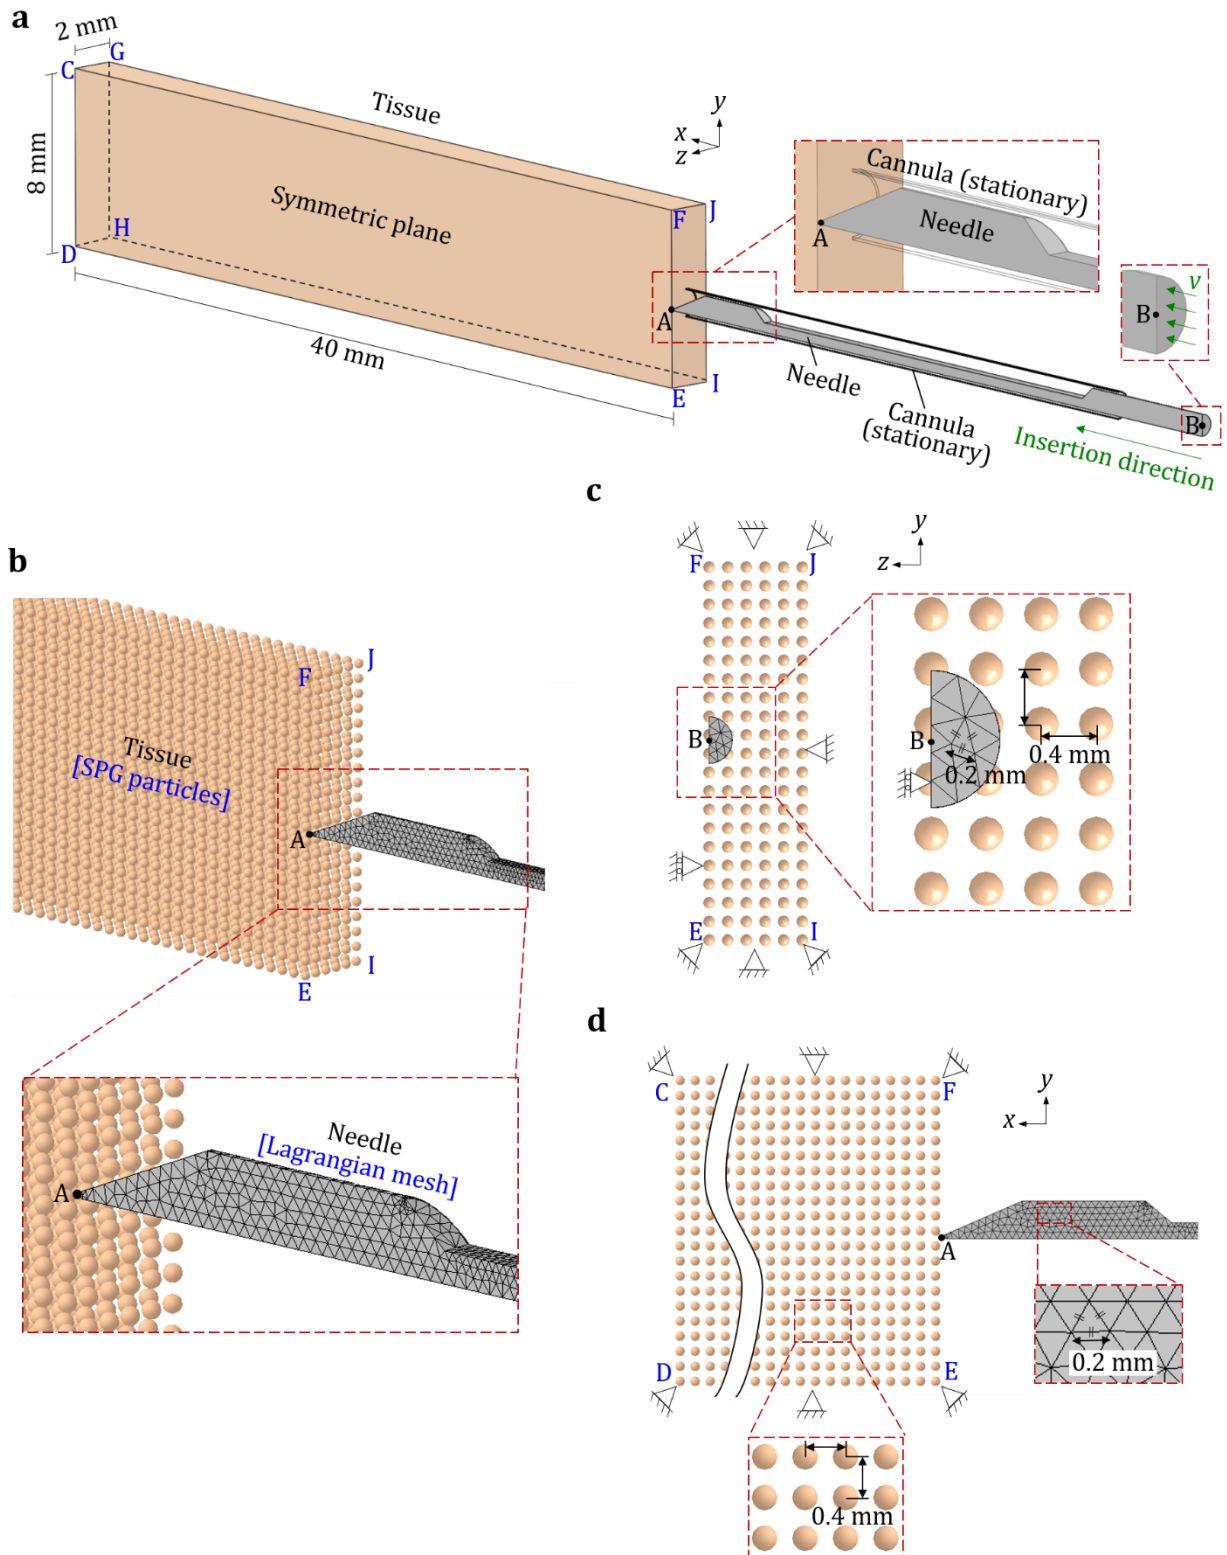 a
2 mm
G
C
Tissue
y
x
z
8 mm
Symmetric plane
H
D
F
J
A
40 mm
E
I
Cannula (stationary)
Needle
A
v
B
Needle
Cannula
(stationary)
B
Insertion direction
b
J
F
Tissue
[SPG particles]
A
I
E
Needle
[Lagrangian mesh]
A
c
y
z
F
J
B
E
I
B
0.4 mm
0.2 mm
d
C
F
y
x
A
D
E
0.2 mm
0.4 mm